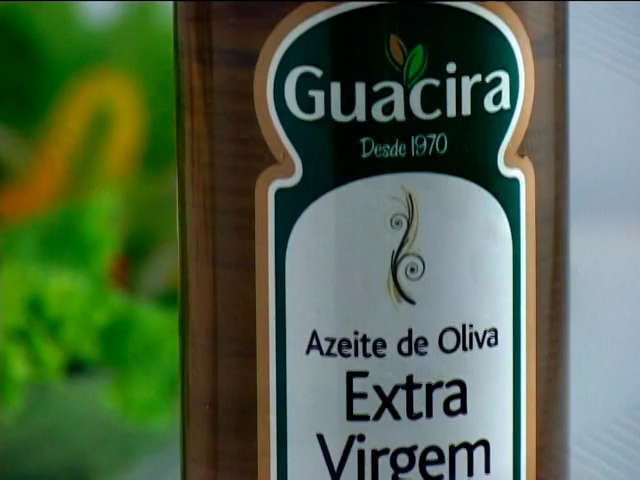 Guacira
Desde 1970
Azeite de Oliva
Extra
Virgem